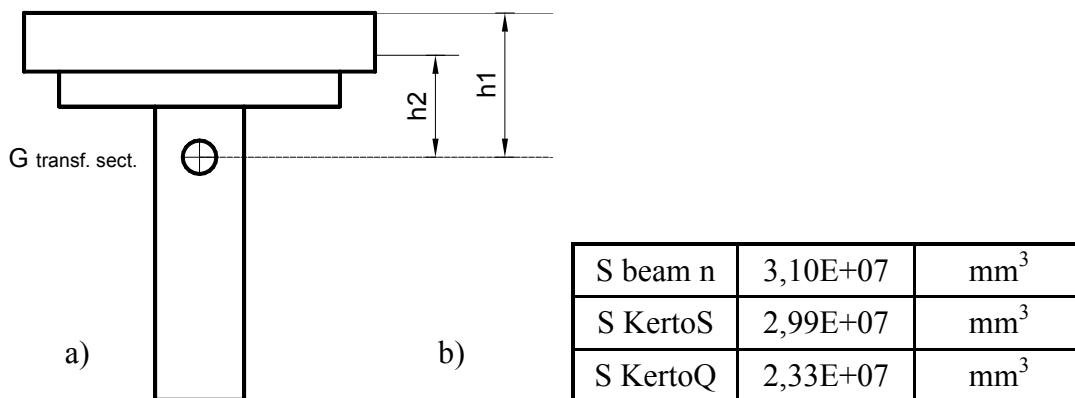 h2
h1
G transf. sect.
a)
b)
S beam n 3,10E+07 mm³
S KertoS 2,99E+07 mm³
S KertoQ 2,33E+07 mm³